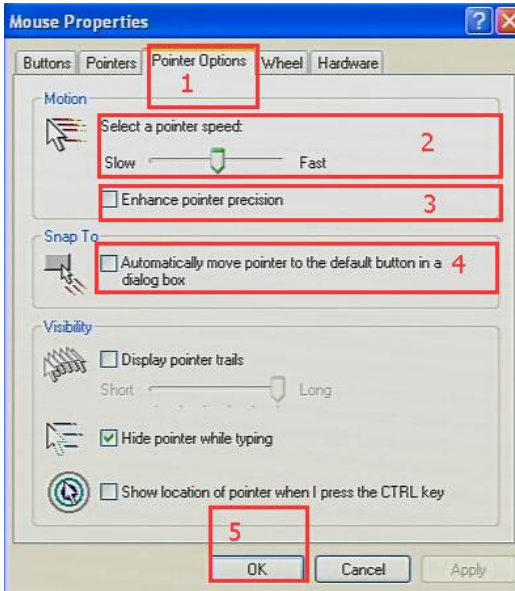 Mouse Properties
Buttons Pointers Pointer Options Wheel Hardware
1
Motion
Select a pointer speed:
2
Slow Fast
Enhance pointer precision
3
Snap To
Automatically move pointer to the default button in a
dialog box
4
Visibility
Display pointer trails
Short Long
Hide pointer while typing
Show location of pointer when I press the CTRL key
5
OK Cancel Apply